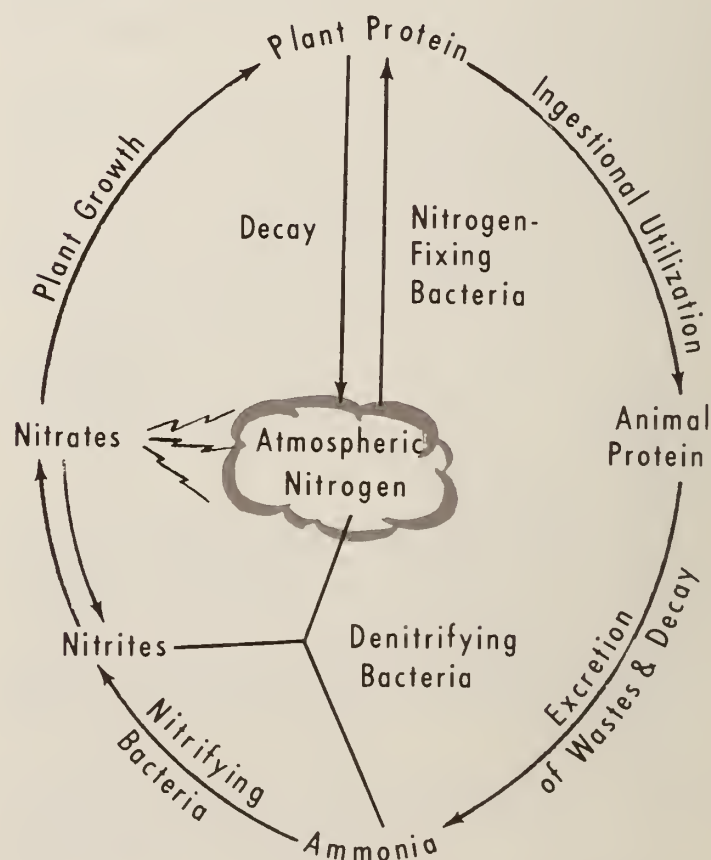 Plant Protein
Ingestional Utilization
Plant Growth
Decay
Nitrogen-
Fixing
Bacteria
Nitrates
Atmospheric
Nitrogen
Animal
Protein
Nitrites
Denitrifying
Bacteria
Excretion
of Wastes & Decay
Nitrifying
Bacteria
Ammonia